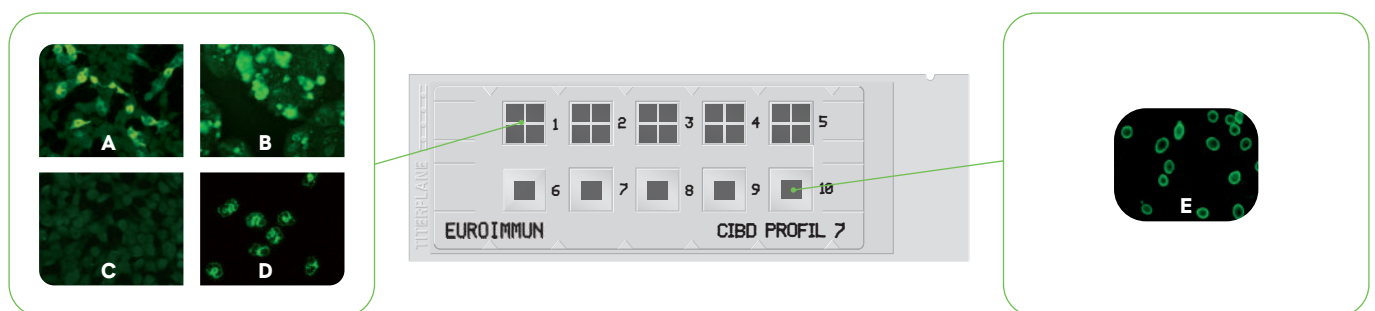 A
B
C
D
TITERPLANE
1
2
3
4
5
6
7
8
9
10
EUROIMMUN
CIBD PROFIL 7
E